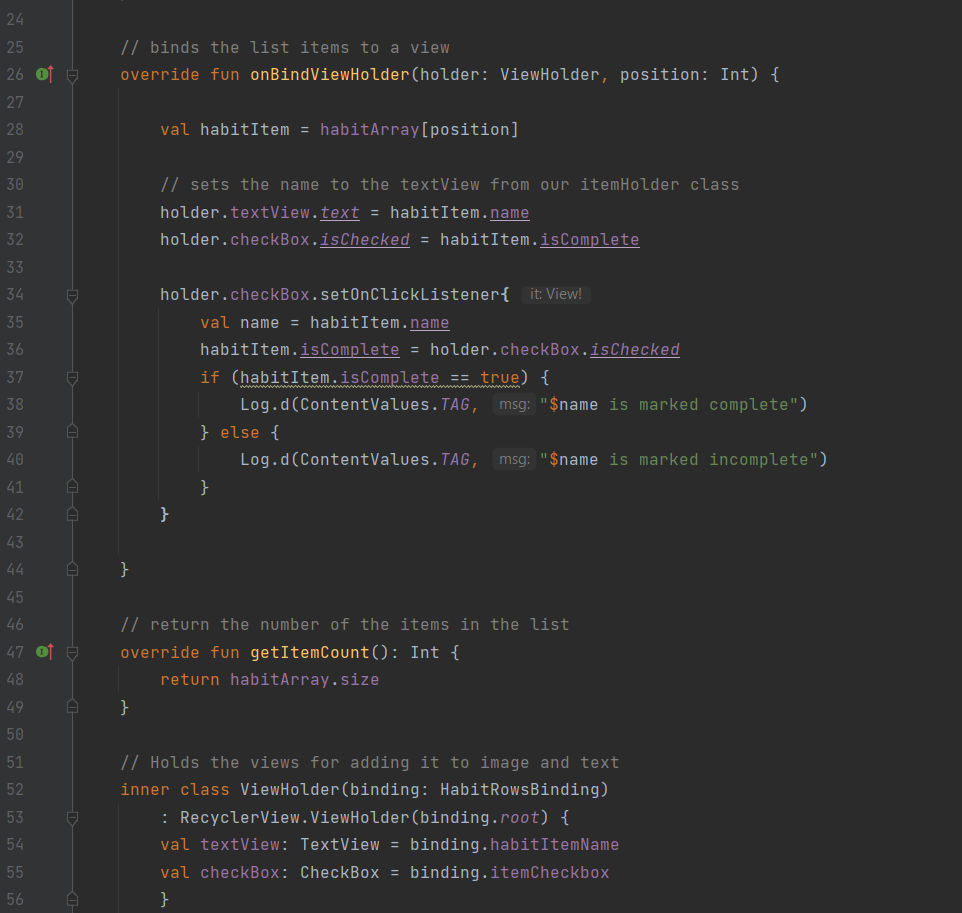 24
25 // binds the list items to a view
26 override fun onBindViewHolder(holder: ViewHolder, position: Int) {
27
28 val habitItem = habitArray[position]
29
30 // sets the name to the textView from our itemHolder class
31 holder.textView.text = habitItem.name
32 holder.checkBox.isChecked = habitItem.isComplete
33
34 holder.checkBox.setOnClickListener{ it: View!
35 val name = habitItem.name
36 habitItem.isComplete = holder.checkBox.isChecked
37 if (habitItem.isComplete == true) {
38 Log.d(ContentValues.TAG, msg: "$name is marked complete")
39 } else {
40 Log.d(ContentValues.TAG, msg: "$name is marked incomplete")
41 }
42 }
43
44 }
45
46 // return the number of the items in the list
47 override fun getItemCount(): Int {
48 return habitArray.size
49 }
50
51 // Holds the views for adding it to image and text
52 inner class ViewHolder(binding: HabitRowsBinding)
53 : RecyclerView.ViewHolder(binding.root) {
54 val textView: TextView = binding.habitItemName
55 val checkBox: CheckBox = binding.itemCheckbox
56 }